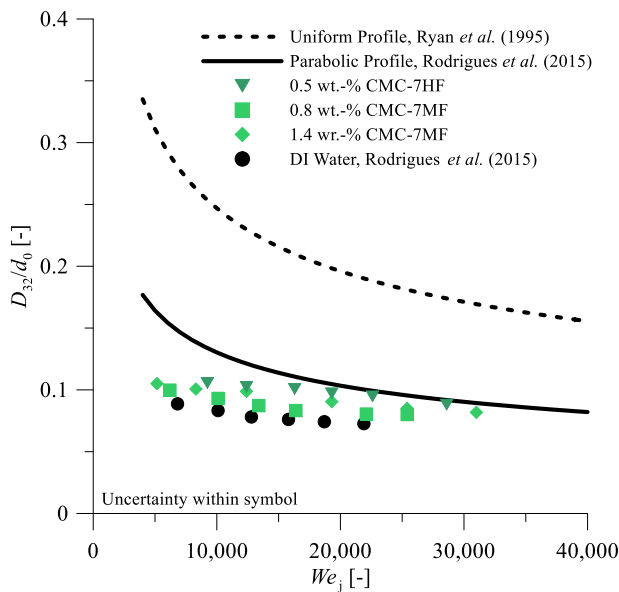 0.4
Uniform Profile, Ryan et al. (1995)
Parabolic Profile, Rodrigues et al. (2015)
0.5 wt.-% CMC-7HF
0.8 wt.-% CMC-7MF
1.4 wr.-% CMC-7MF
DI Water, Rodrigues et al. (2015)
0.3
D32/d0 [-]
0.2
0.1
Uncertainty within symbol
0
0 10,000 20,000 30,000 40,000
Wej [-]